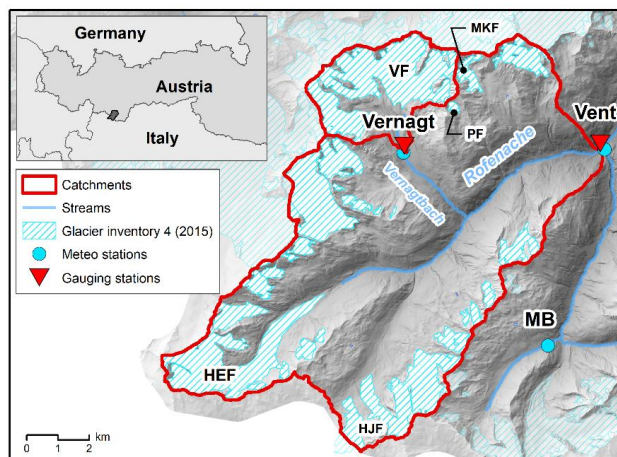 Germany
Austria
Italy
Catchments
Streams
Glacier inventory 4 (2015)
Meteo stations
Gauging stations
MKF
VF
Vernagt
PF
Vent
Rofenache
Vernagtbach
MB
HEF
HJF
0 1 2 km